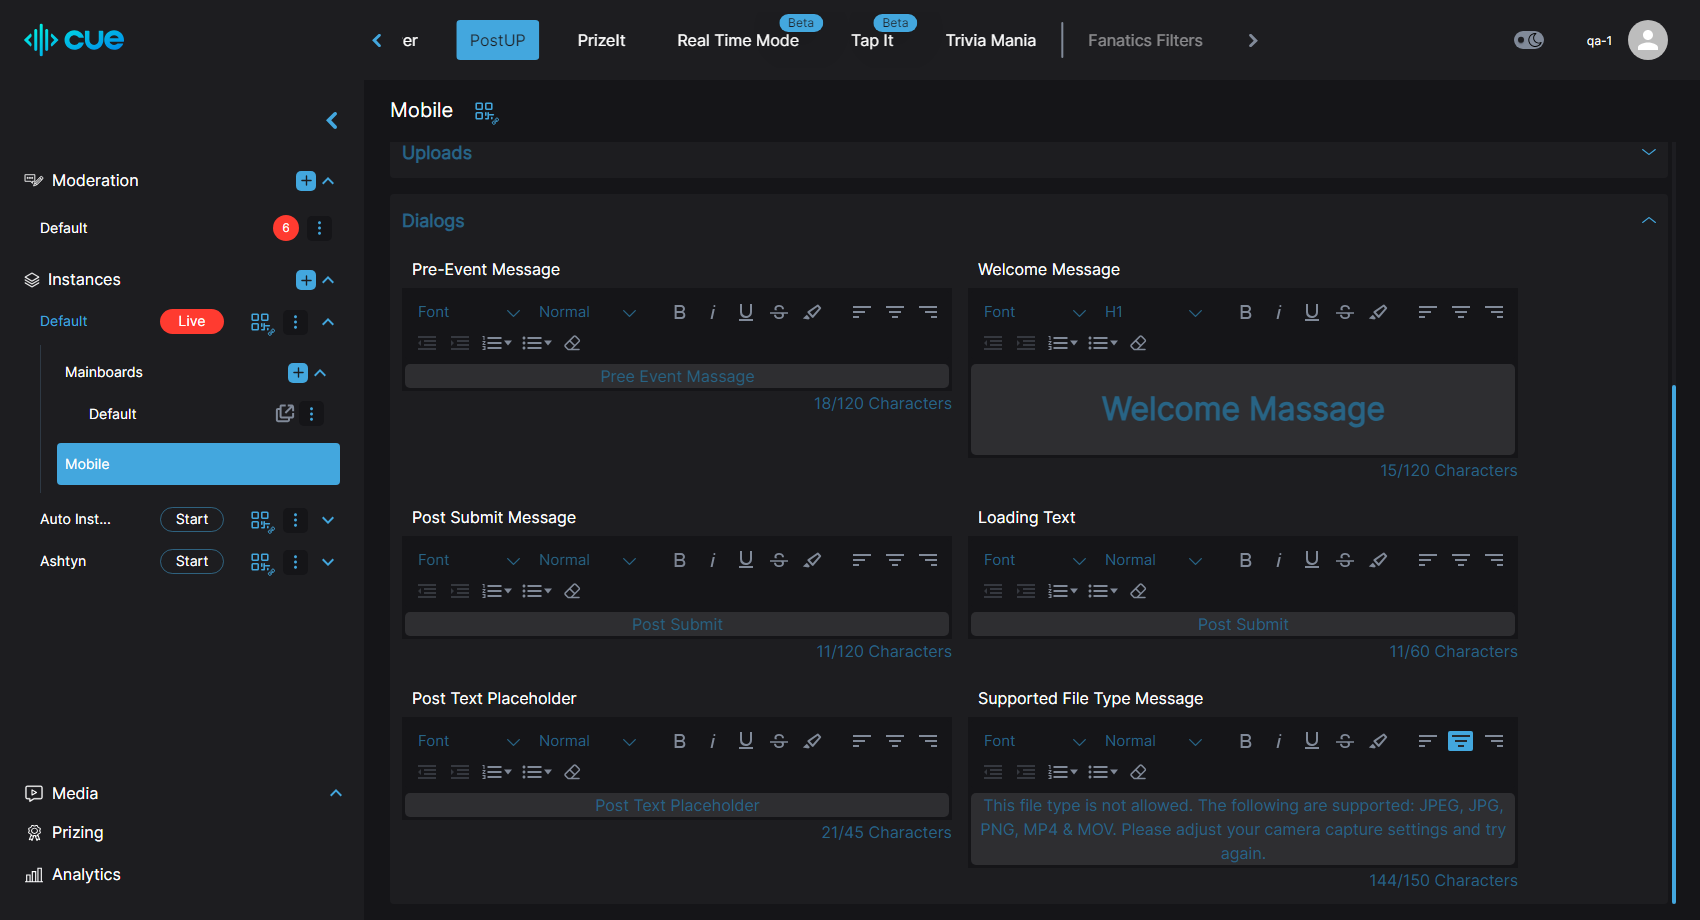 cue
er
PostUP
PrizeIt
Real Time Mode
Beta
Tap It
Beta
Trivia Mania
Fanatics Filters
qa-1
Moderation
Default
6
Instances
Default
Live
Mainboards
Default
Mobile
Auto Inst...
Start
Ashtyn
Start
Media
Prizing
Analytics
Mobile
Uploads
Dialogs
Pre-Event Message
Font
Normal
Pree Event Massage
18/120 Characters
Welcome Message
Font
H1
Welcome Massage
15/120 Characters
Post Submit Message
Font
Normal
Post Submit
11/120 Characters
Loading Text
Font
Normal
Post Submit
11/60 Characters
Post Text Placeholder
Font
Normal
Post Text Placeholder
21/45 Characters
Supported File Type Message
Font
Normal
This file type is not allowed. The following are supported: JPEG, JPG,
PNG, MP4 & MOV. Please adjust your camera capture settings and try
again.
144/150 Characters